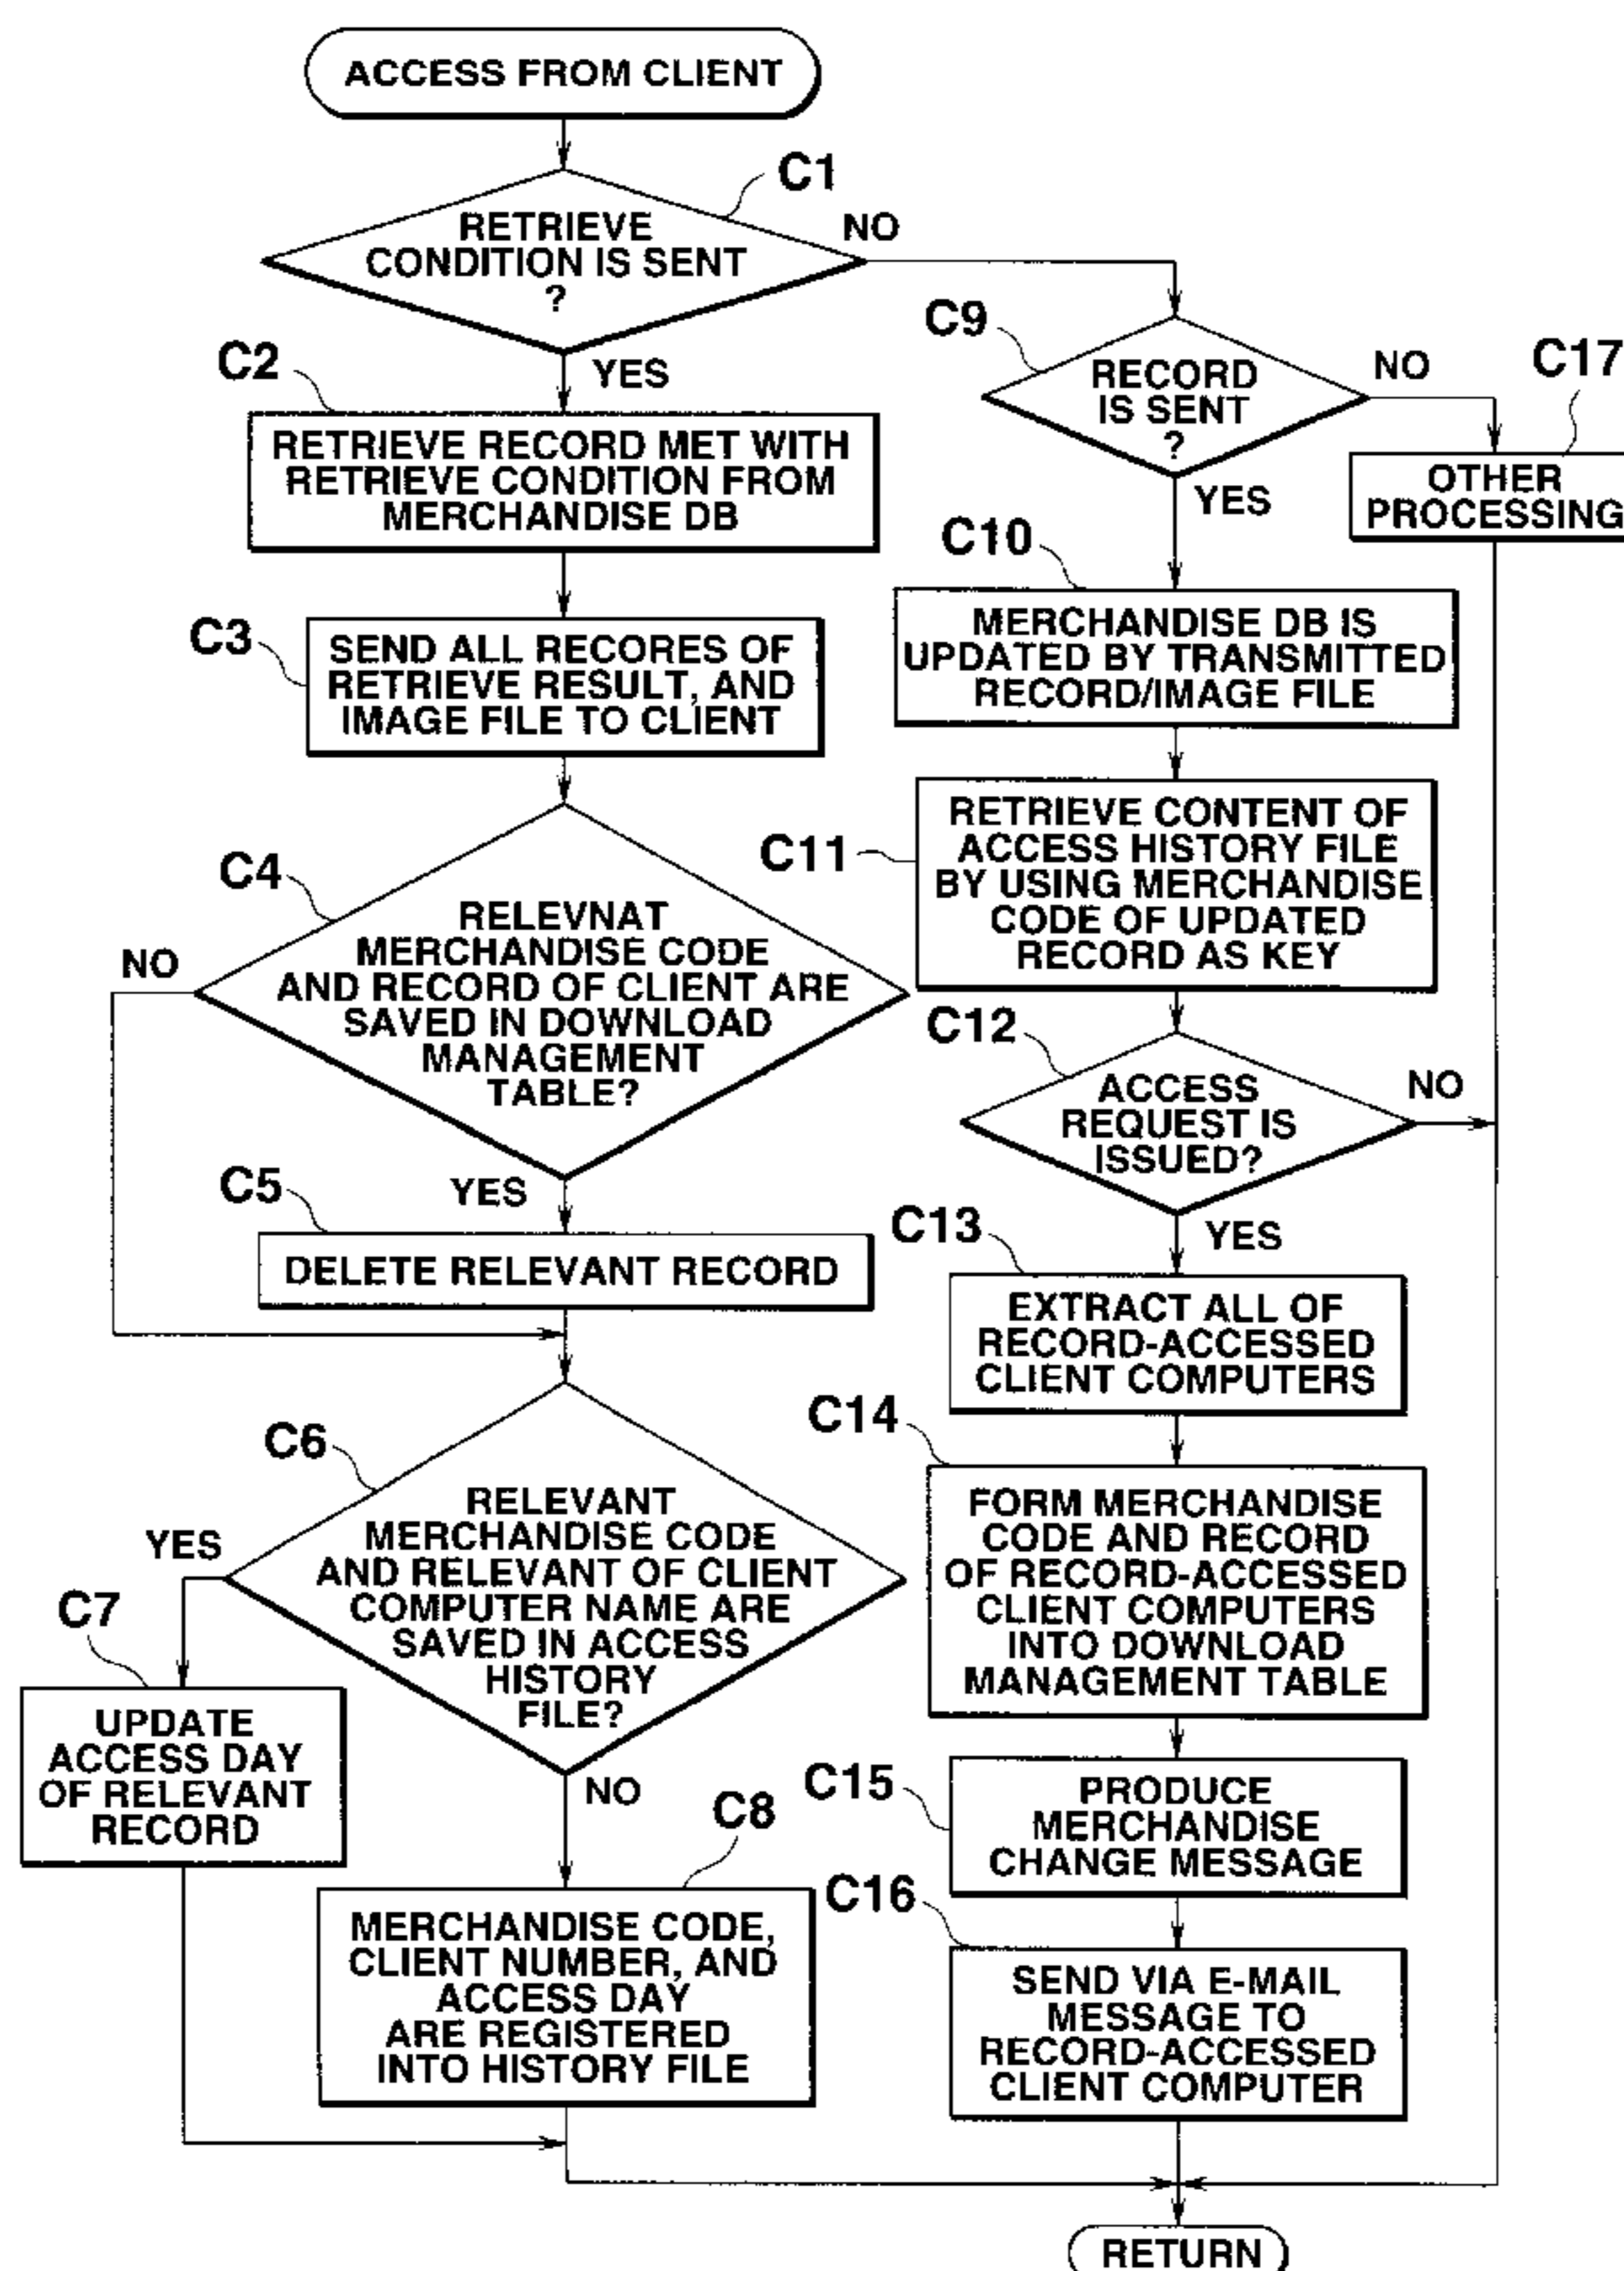 ACCESS FROM CLIENT
C1
RETRIEVE
CONDITION IS SENT
?
NO
YES
C2
RETRIEVE RECORD MET WITH
RETRIEVE CONDITION FROM
MERCHANDISE DB
C3
SEND ALL RECORES OF
RETRIEVE RESULT, AND
IMAGE FILE TO CLIENT
C4
RELEVNAT
MERCHANDISE CODE
AND RECORD OF CLIENT ARE
SAVED IN DOWNLOAD
MANAGEMENT
TABLE?
NO
YES
C5
DELETE RELEVANT RECORD
C6
RELEVANT
MERCHANDISE CODE
AND RELEVANT OF CLIENT
COMPUTER NAME ARE
SAVED IN ACCESS
HISTORY
FILE?
YES
NO
C7
UPDATE
ACCESS DAY
OF RELEVANT
RECORD
C8
MERCHANDISE CODE,
CLIENT NUMBER, AND
ACCESS DAY
ARE REGISTERED
INTO HISTORY FILE
C9
RECORD
IS SENT
?
NO
YES
C17
OTHER
PROCESSING
C10
MERCHANDISE DB IS
UPDATED BY TRANSMITTED
RECORD/IMAGE FILE
C11
RETRIEVE CONTENT OF
ACCESS HISTORY FILE
BY USING MERCHANDISE
CODE OF UPDATED
RECORD AS KEY
C12
ACCESS
REQUEST IS
ISSUED?
NO
YES
C13
EXTRACT ALL OF
RECORD-ACCESSED
CLIENT COMPUTERS
C14
FORM MERCHANDISE
CODE AND RECORD
OF RECORD-ACCESSED
CLIENT COMPUTERS
INTO DOWNLOAD
MANAGEMENT TABLE
C15
PRODUCE
MERCHANDISE
CHANGE MESSAGE
C16
SEND VIA E-MAIL
MESSAGE TO
RECORD-ACCESSED
CLIENT COMPUTER
RETURN